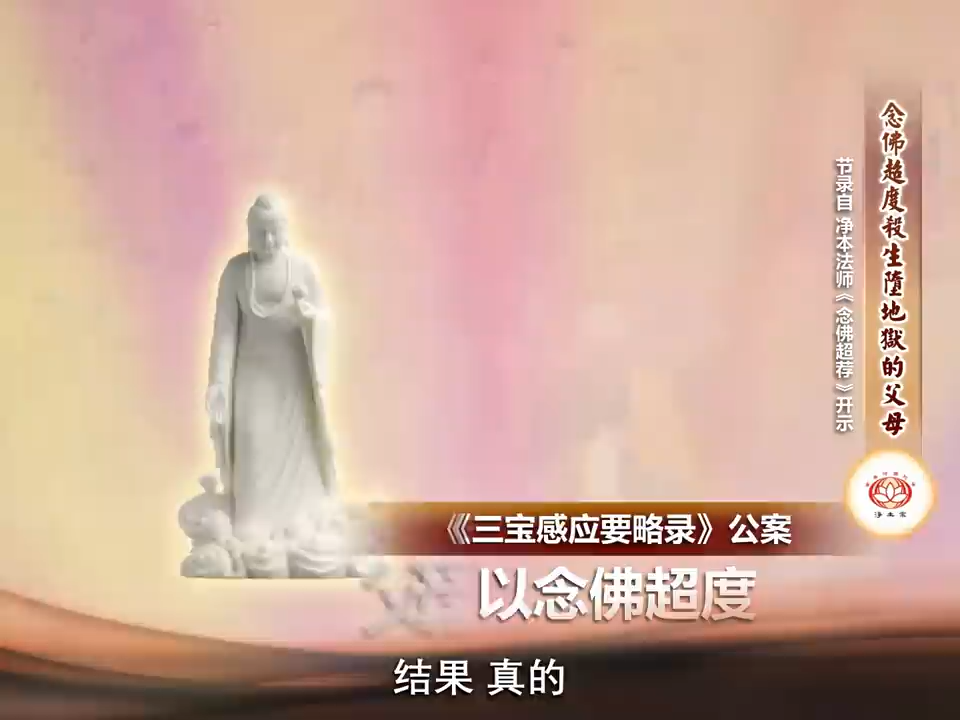 念佛超度殺生墮地獄的父母
节录自 净本法师《念佛超荐》开示
净土宗
《三宝感应要略录》公案
以念佛超度
结果 真的